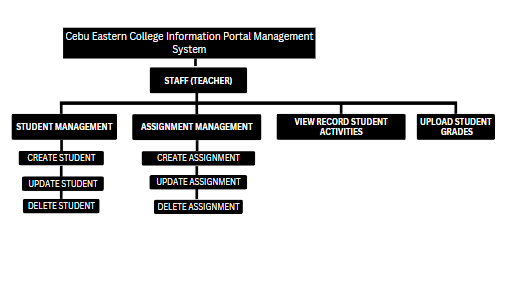 Cebu Eastern College Information Portal Management
System
STAFF (TEACHER)
STUDENT MANAGEMENT
ASSIGNMENT MANAGEMENT
VIEW RECORD STUDENT
ACTIVITIES
UPLOAD STUDENT
GRADES
CREATE STUDENT
CREATE ASSIGNMENT
UPDATE STUDENT
UPDATE ASSIGNMENT
DELETE STUDENT
DELETE ASSIGNMENT